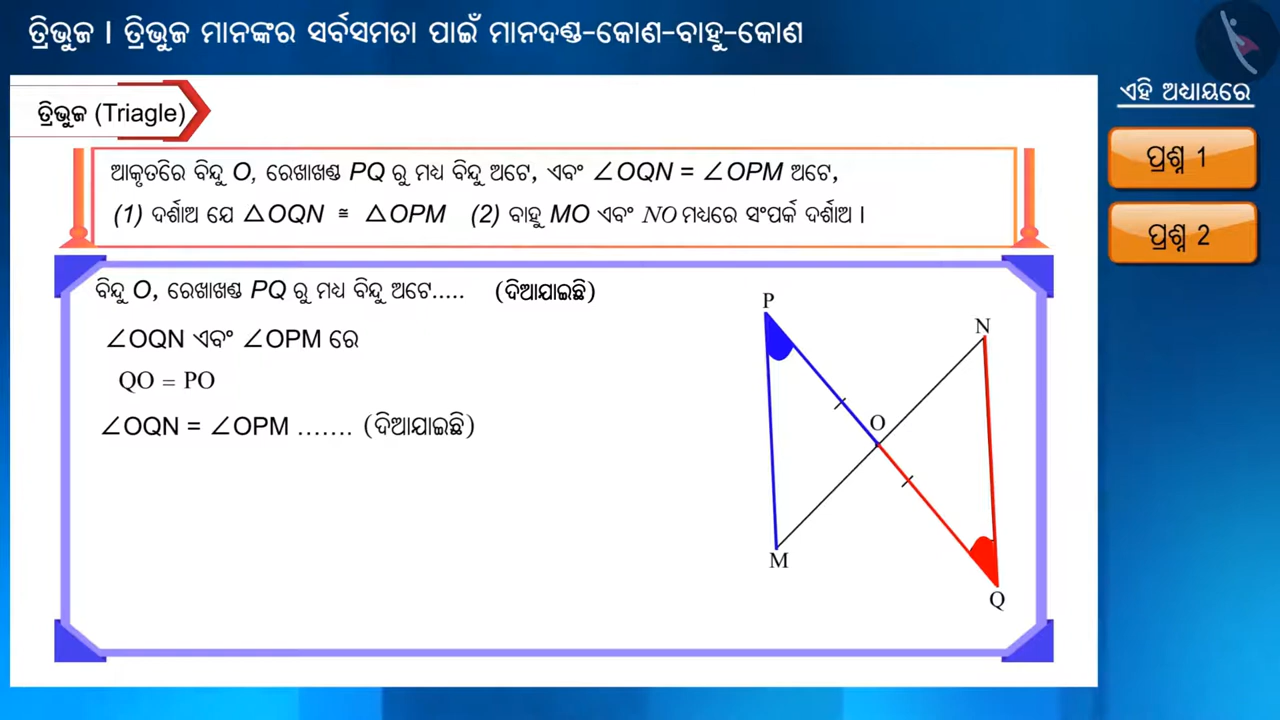 ତ୍ରିଭୁଜ । ତ୍ରିଭୁଜ ମାନଙ୍କର ସର୍ବସମତା ପାଇଁ ମାନଦଣ୍ଡ-କୋଣ-ବାହୁ-କୋଣ
ଏହି ଅଧ୍ୟାୟରେ
ପ୍ରଶ୍ନ 1
ପ୍ରଶ୍ନ 2
ତ୍ରିଭୁଜ (Triagle)
ଆକୃତିରେ ବିନ୍ଦୁ O, ରେଖାଖଣ୍ଡ PQ ରୁ ମଧ୍ୟ ବିନ୍ଦୁ ଅଟେ, ଏବଂ ∠OQN = ∠OPM ଅଟେ,
(1) ଦର୍ଶାଅ ଯେ △OQN ≅ △OPM (2) ବାହୁ MO ଏବଂ NO ମଧ୍ୟରେ ସଂପର୍କ ଦର୍ଶାଅ ।
ବିନ୍ଦୁ O, ରେଖାଖଣ୍ଡ PQ ରୁ ମଧ୍ୟ ବିନ୍ଦୁ ଅଟେ..... (ଦିଆଯାଇଛି)
∠OQN ଏବଂ ∠OPM ରେ
QO = PO
∠OQN = ∠OPM ....... (ଦିଆଯାଇଛି)
P
N
O
M
Q